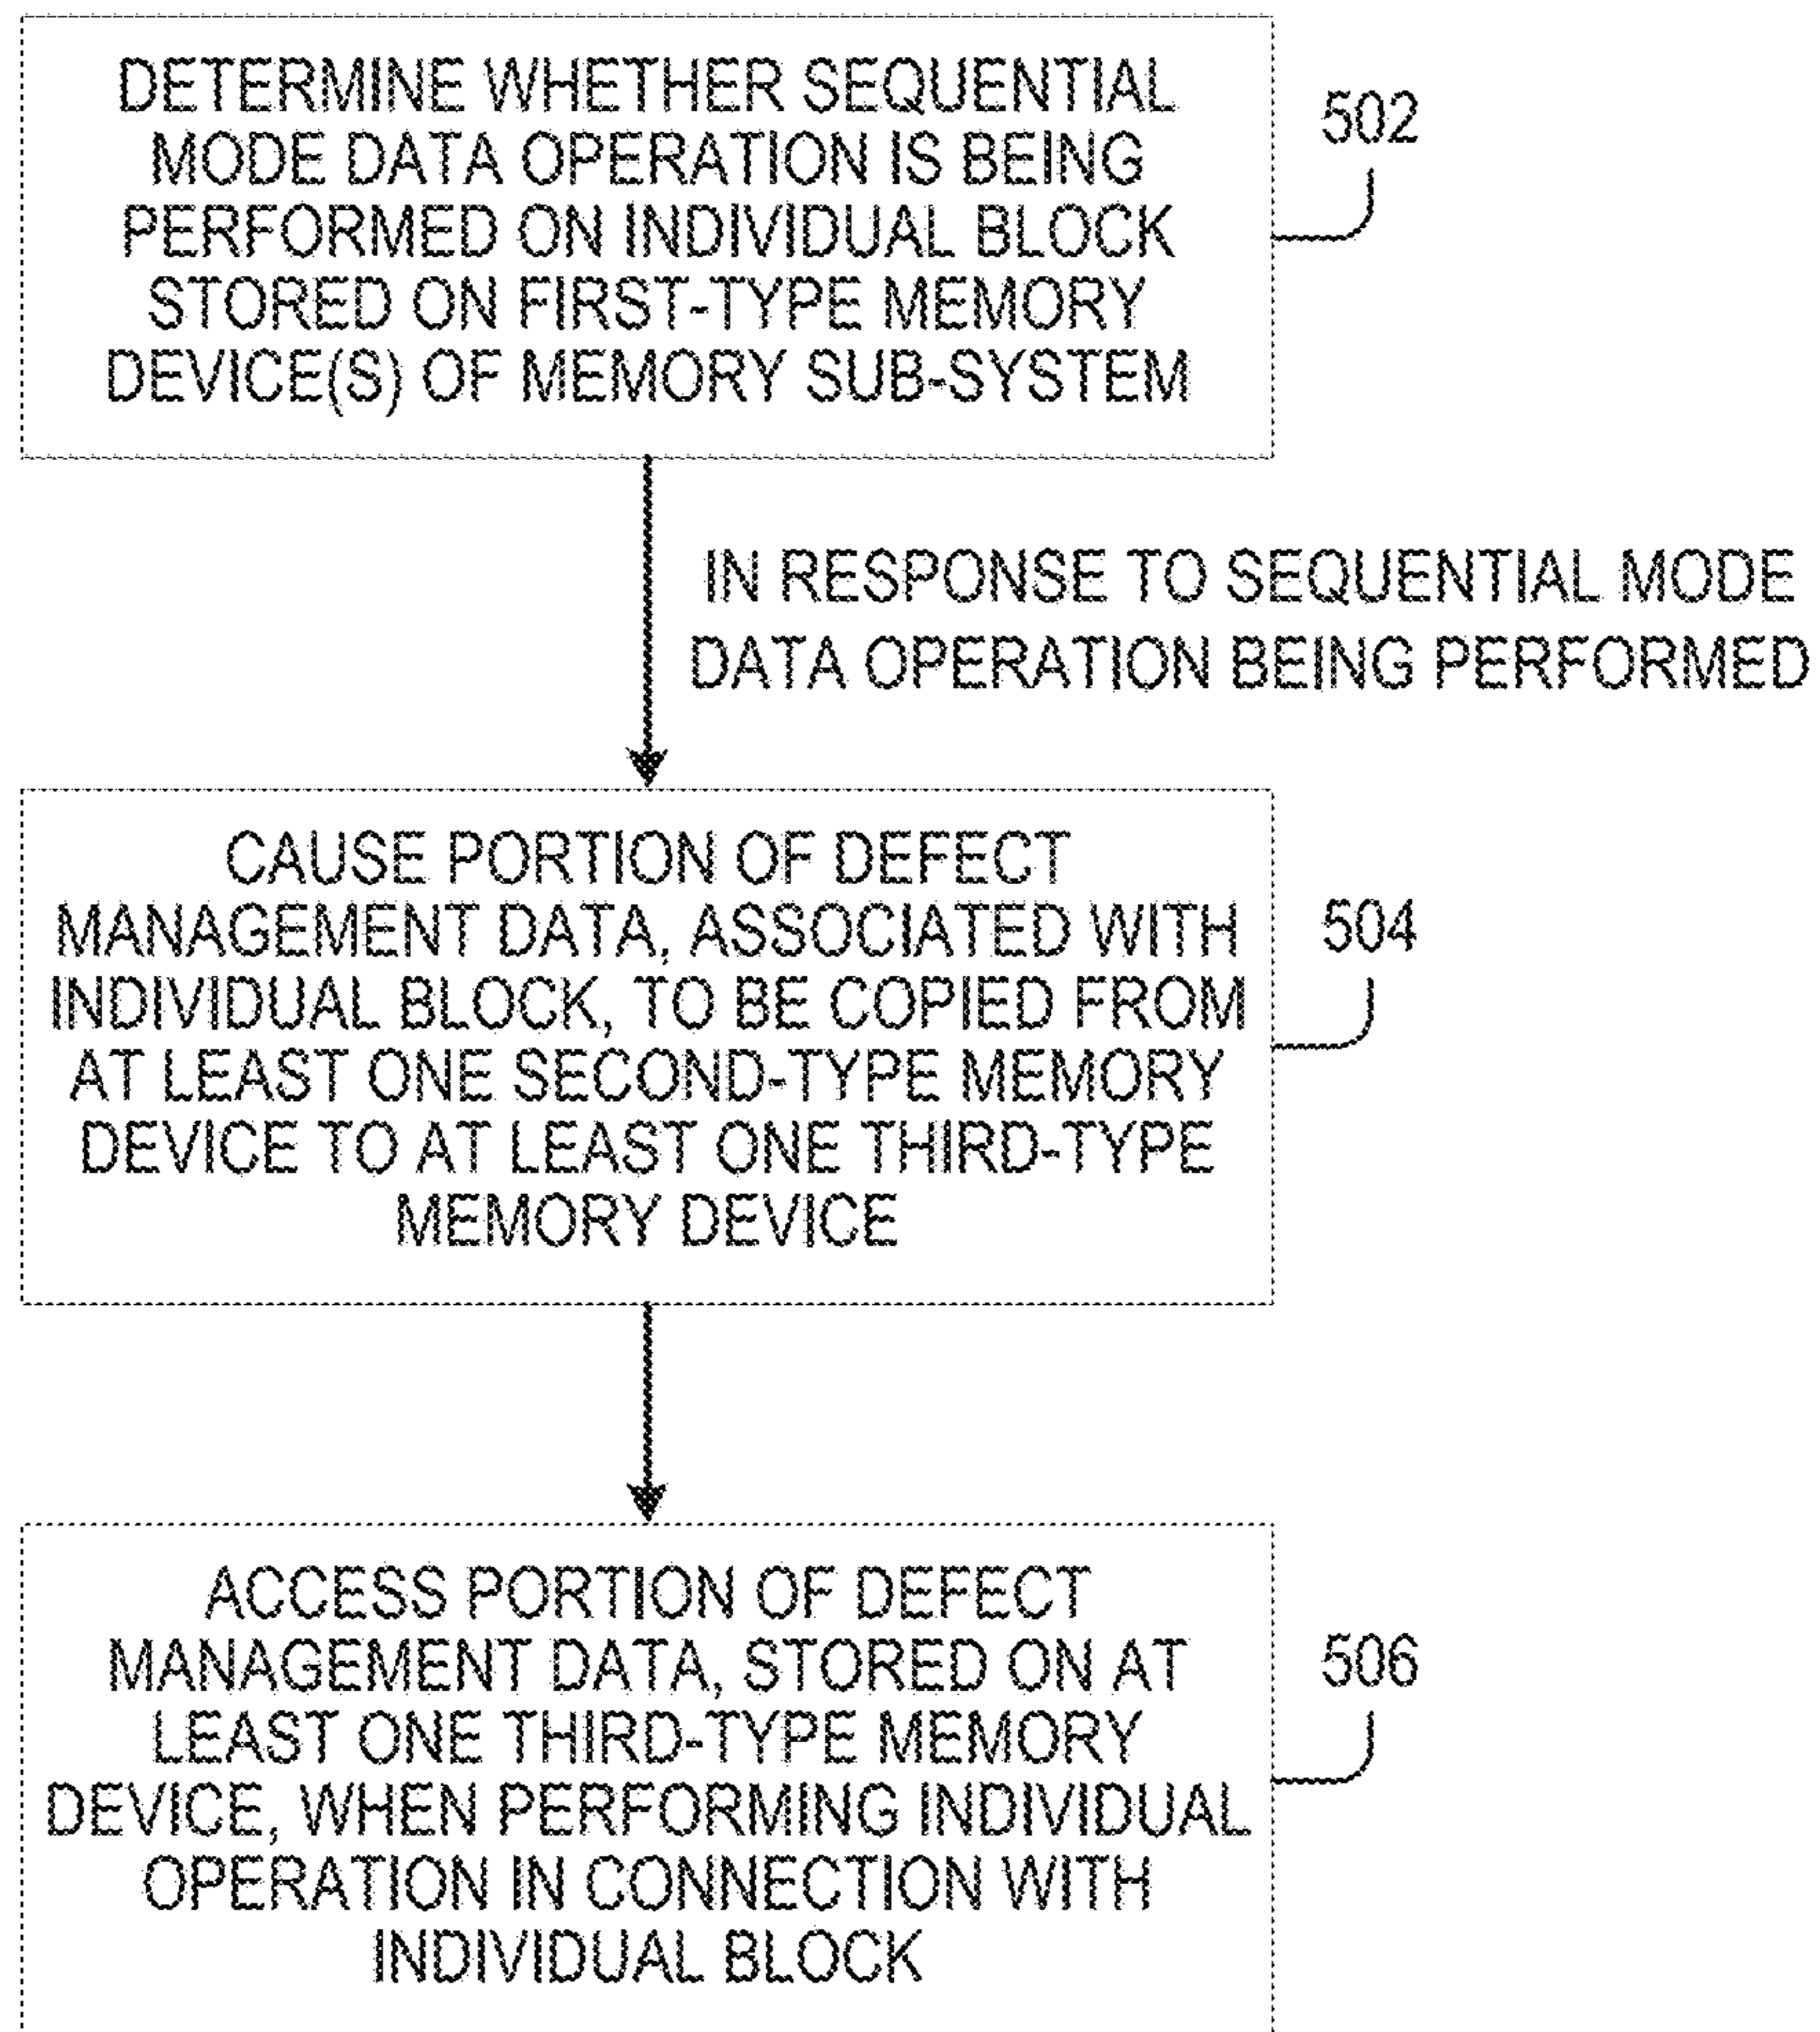 DETERMINE WHETHER SEQUENTIAL
MODE DATA OPERATION IS BEING
PERFORMED ON INDIVIDUAL BLOCK
STORED ON FIRST-TYPE MEMORY
DEVICE(S) OF MEMORY SUB-SYSTEM
502
IN RESPONSE TO SEQUENTIAL MODE
DATA OPERATION BEING PERFORMED
CAUSE PORTION OF DEFECT
MANAGEMENT DATA, ASSOCIATED WITH
INDIVIDUAL BLOCK, TO BE COPIED FROM
AT LEAST ONE SECOND-TYPE MEMORY
DEVICE TO AT LEAST ONE THIRD-TYPE
MEMORY DEVICE
504
ACCESS PORTION OF DEFECT
MANAGEMENT DATA, STORED ON AT
LEAST ONE THIRD-TYPE MEMORY
DEVICE, WHEN PERFORMING INDIVIDUAL
OPERATION IN CONNECTION WITH
INDIVIDUAL BLOCK
506